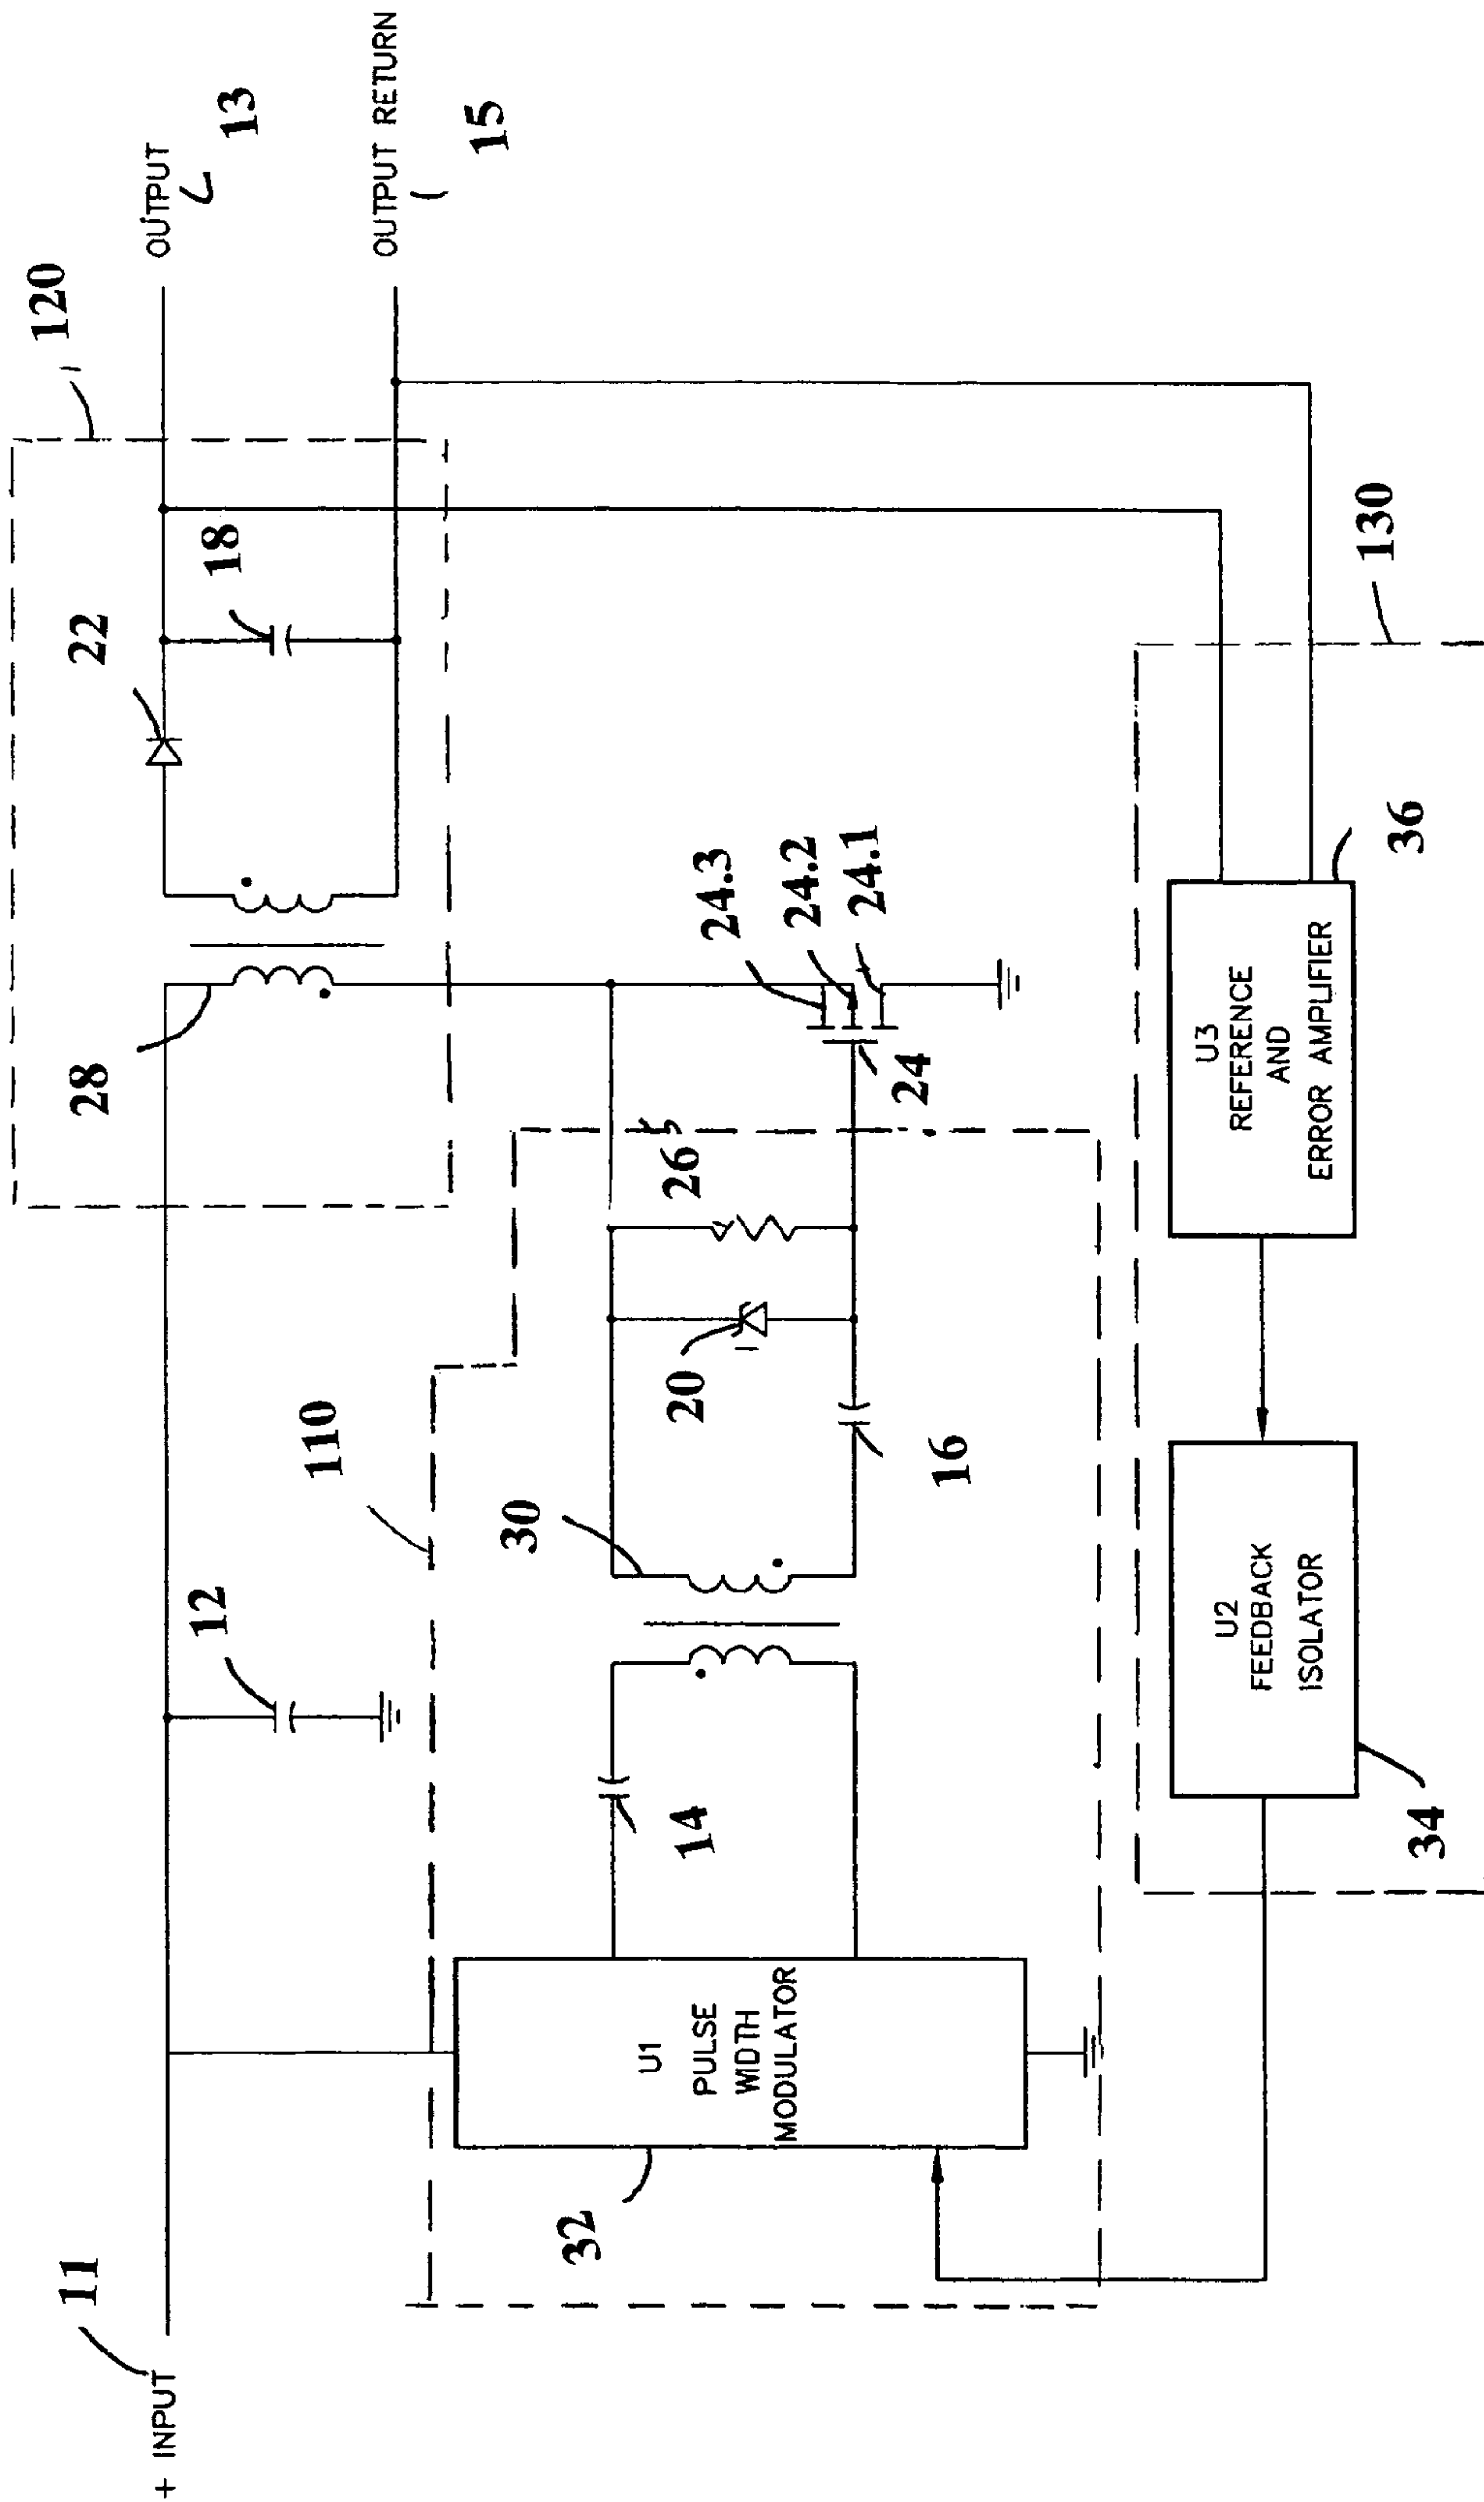 120
OUTPUT
13
OUTPUT RETURN
15
22
18
28
24.3
24.2
24.1
24
26
20
30
16
110
12
14
11
+ INPUT
32
U1
PULSE
WIDTH
MODULATOR
130
36
U3
REFERENCE
AND
ERROR AMPLIFIER
U2
FEEDBACK
ISOLATOR
34